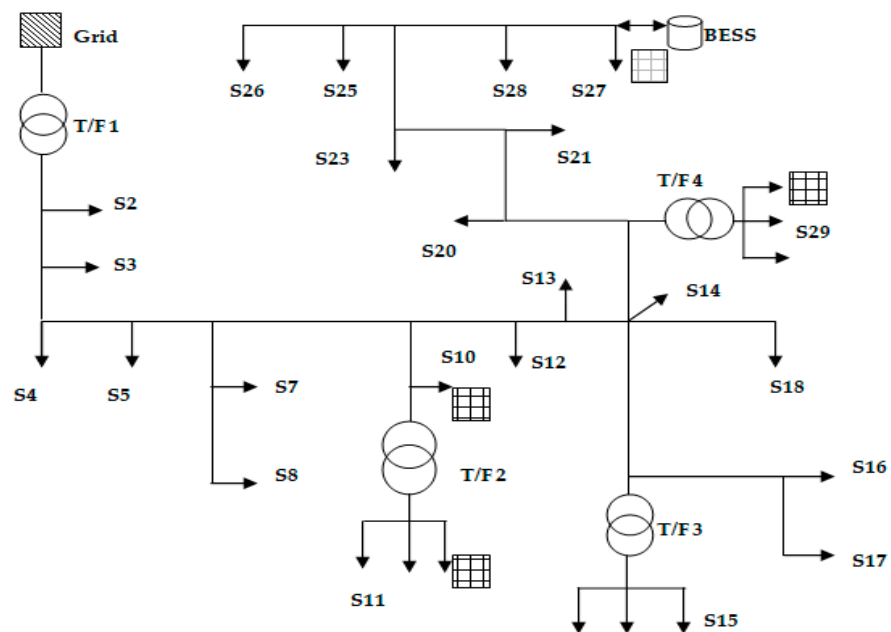 Grid
BESS
S26
S25
S28
S27
T/F1
S23
S21
T/F4
S2
S20
S29
S3
S13
S14
S10
S12
S4
S5
S7
S18
S8
T/F2
S16
T/F3
S17
S11
S15